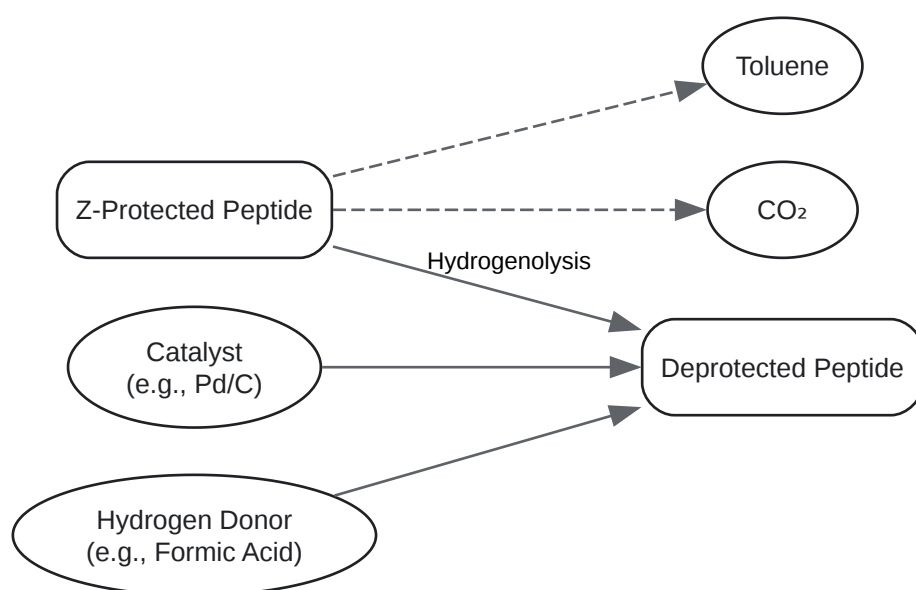 Toluene
Z-Protected Peptide
CO₂
Hydrogenolysis
Catalyst
(e.g., Pd/C)
Deprotected Peptide
Hydrogen Donor
(e.g., Formic Acid)